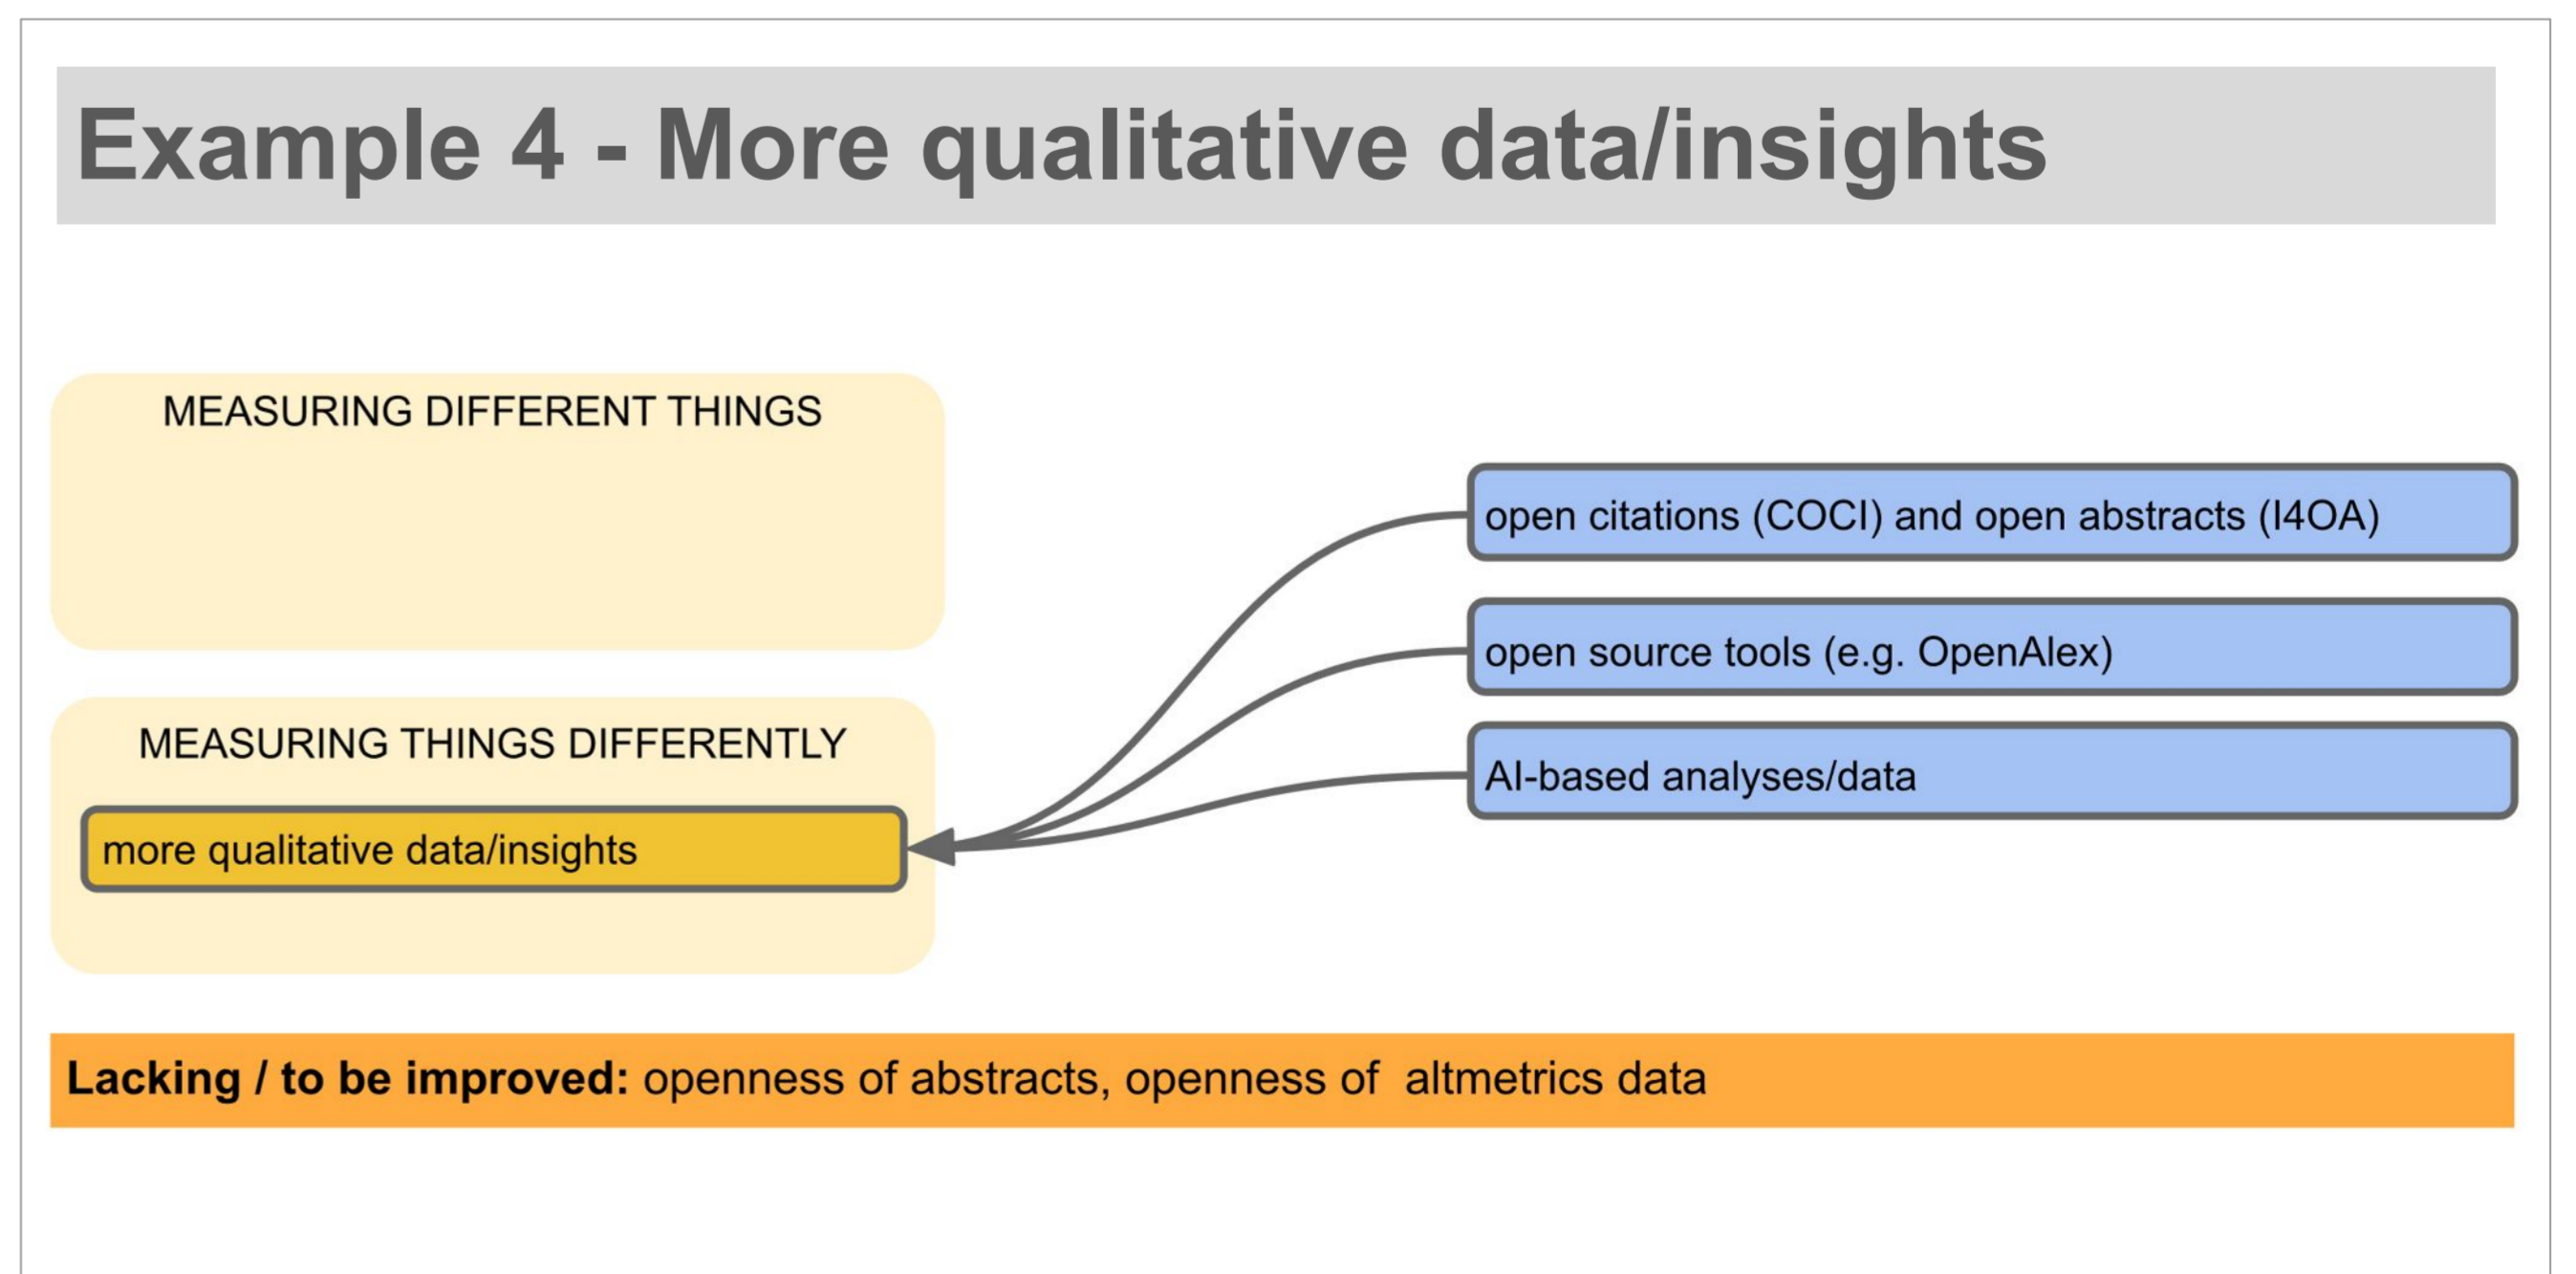 Example 4 - More qualitative data/insights
MEASURING DIFFERENT THINGS
MEASURING THINGS DIFFERENTLY
more qualitative data/insights
open citations (COCI) and open abstracts (I4OA)
open source tools (e.g. OpenAlex)
AI-based analyses/data
Lacking / to be improved: openness of abstracts, openness of  altmetrics data